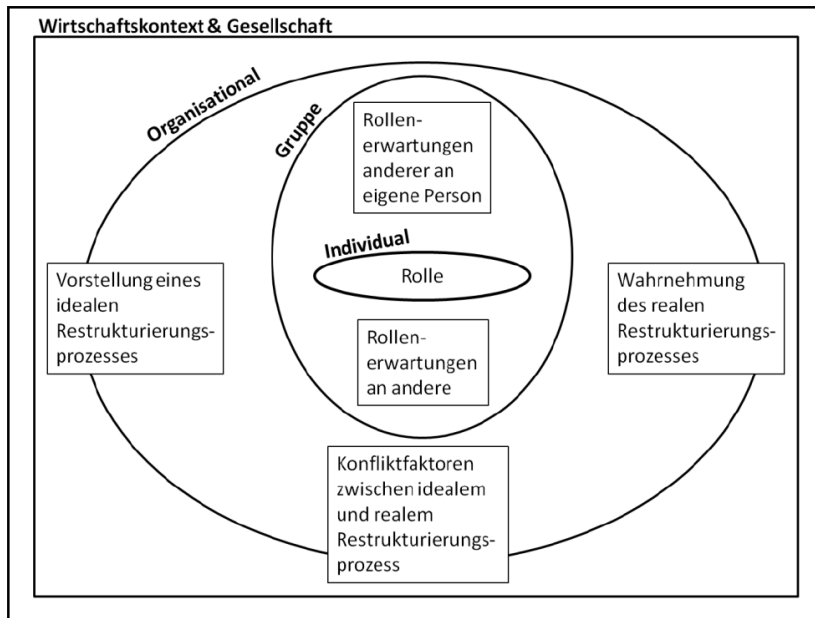 Wirtschaftskontext & Gesellschaft
Organisational
Gruppe
Rollen-
erwartungen
anderer an
eigene Person
Individual
Rolle
Vorstellung eines
idealen
Restrukturierungs-
prozesses
Wahrnehmung
des realen
Restrukturierungs-
prozesses
Rollen-
erwartungen
an andere
Konfliktfaktoren
zwischen idealem
und realem
Restrukturierungs-
prozess